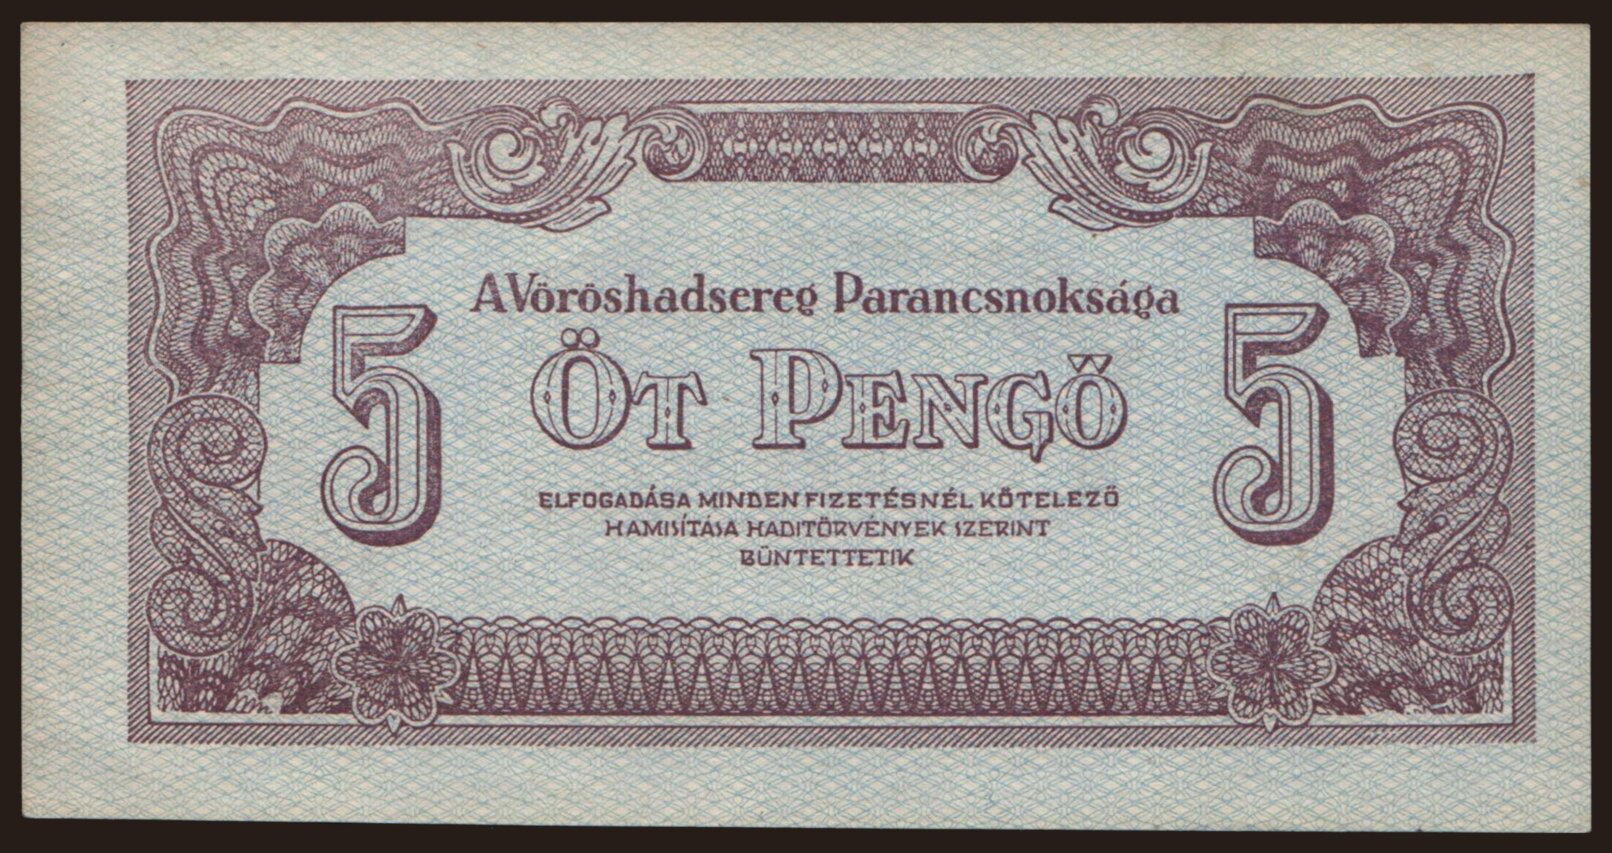 A Vöröshadsereg Parancsnoksága
5 ÖT PENGŐ 5
ELFOGADÁSA MINDEN FIZETÉSNÉL KÖTELEZŐ
HAMISÍTÁSA HADITÖRVÉNYEK SZERINT
BÜNTETTETIK